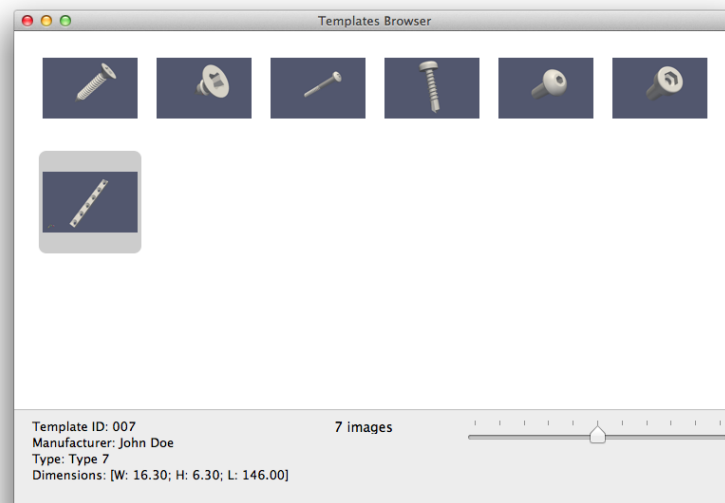 Templates Browser
Template ID: 007
7 images
Manufacturer: John Doe
Type: Type 7
Dimensions: [W: 16.30; H: 6.30; L: 146.00]